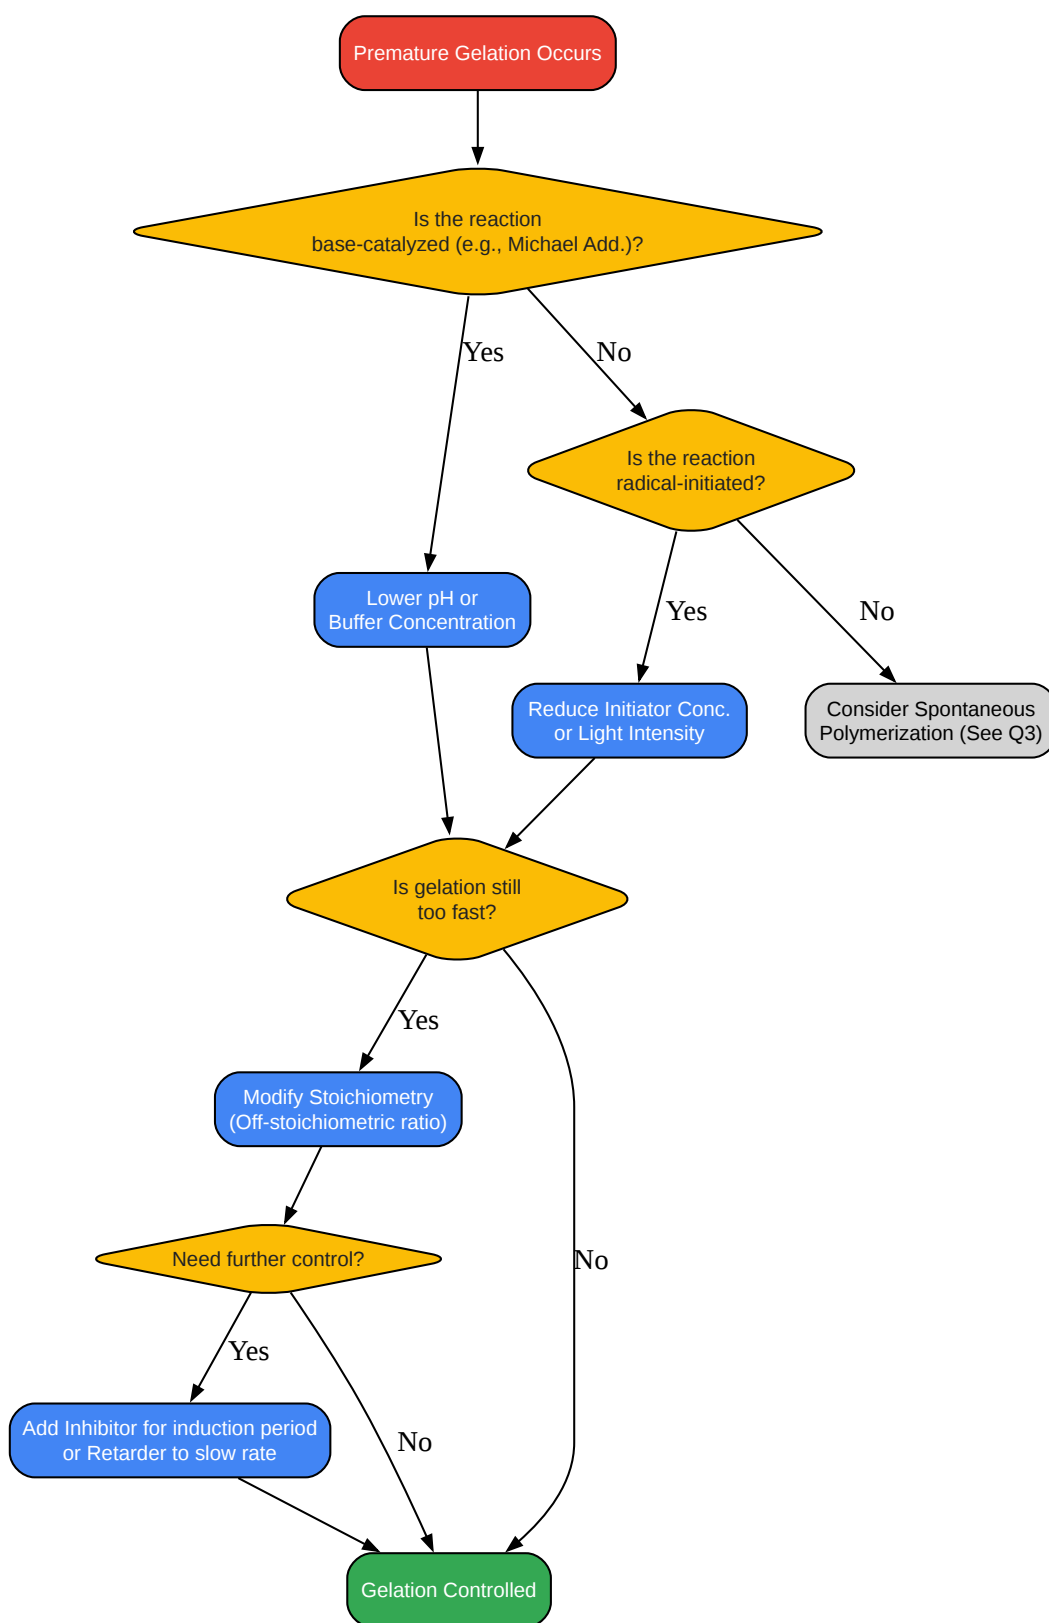 Premature Gelation Occurs
Is the reaction
base-catalyzed (e.g., Michael Add.)?
Yes
No
Is the reaction
radical-initiated?
Lower pH or
Buffer Concentration
Yes
No
Reduce Initiator Conc.
or Light Intensity
Consider Spontaneous
Polymerization (See Q3)
Is gelation still
too fast?
Yes
Modify Stoichiometry
(Off-stoichiometric ratio)
Need further control?
No
Yes
Add Inhibitor for induction period
or Retarder to slow rate
No
Gelation Controlled